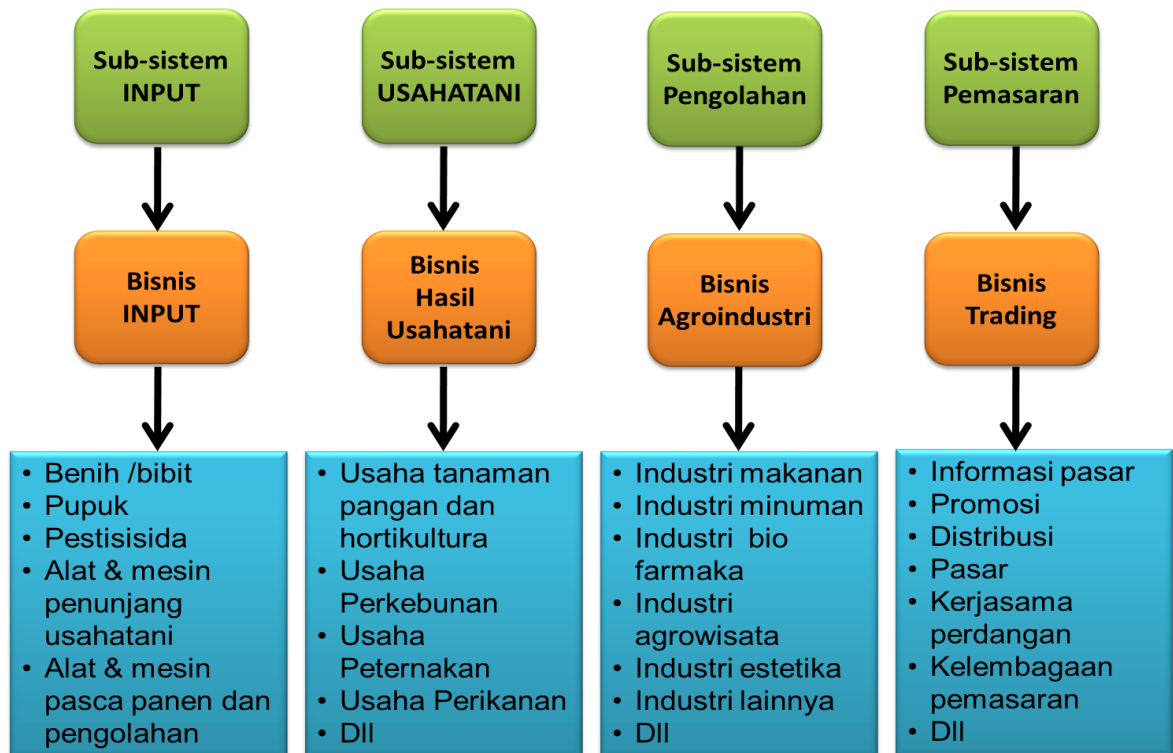 Sub-sistem
INPUT
Sub-sistem
USAHATANI
Sub-sistem
Pengolahan
Sub-sistem
Pemasaran
Bisnis
INPUT
Bisnis
Hasil
Usahatani
Bisnis
Agroindustri
Bisnis
Trading
• Benih /bibit
• Pupuk
• Pestisisida
• Alat & mesin
penunjang
usahatani
• Alat & mesin
pasca panen dan
pengolahan
• Usaha tanaman
pangan dan
hortikultura
• Usaha
Perkebunan
• Usaha
Peternakan
• Usaha Perikanan
• Dll
• Industri makanan
• Industri minuman
• Industri bio
farmaka
• Industri
agrowisata
• Industri estetika
• Industri lainnya
• Dll
• Informasi pasar
• Promosi
• Distribusi
• Pasar
• Kerjasama
perdangan
• Kelembagaan
pemasaran
• Dll